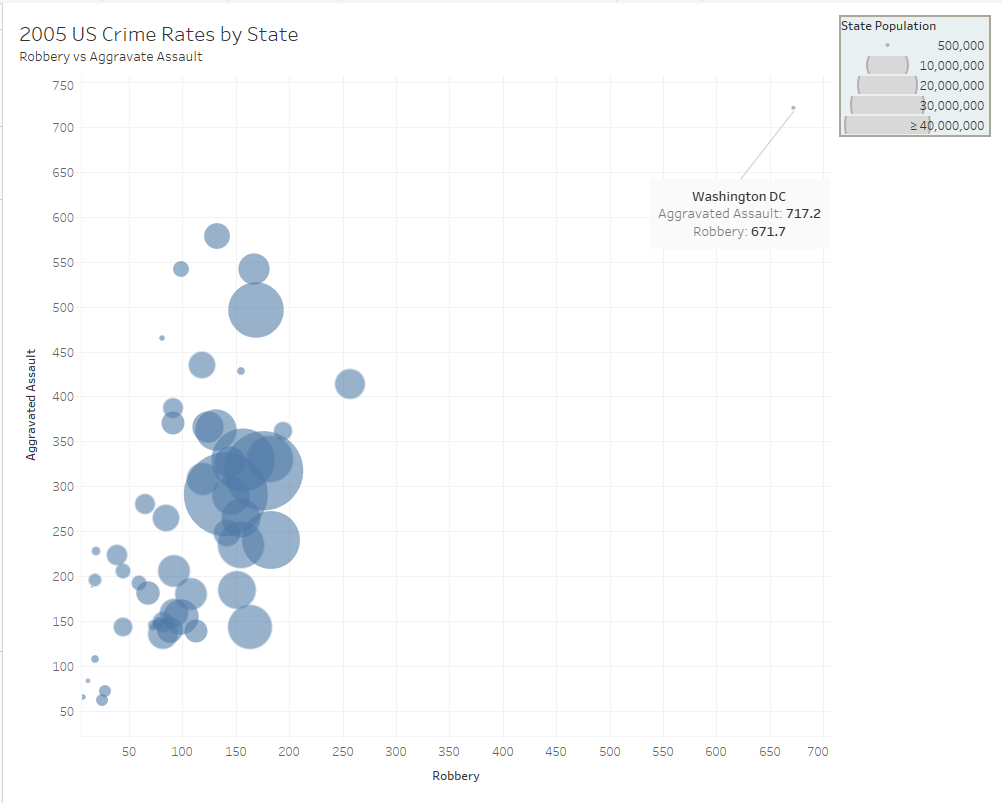 2005 US Crime Rates by State
Robbery vs Aggravate Assault
State Population
500,000
10,000,000
20,000,000
30,000,000
≥ 40,000,000
750
700
650
600
550
500
450
400
350
300
250
200
150
100
50
Aggravated Assault
Washington DC
Aggravated Assault: 717.2
Robbery: 671.7
50 100 150 200 250 300 350 400 450 500 550 600 650 700
Robbery